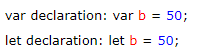 var declaration: var b = 50;
let declaration: let b = 50;